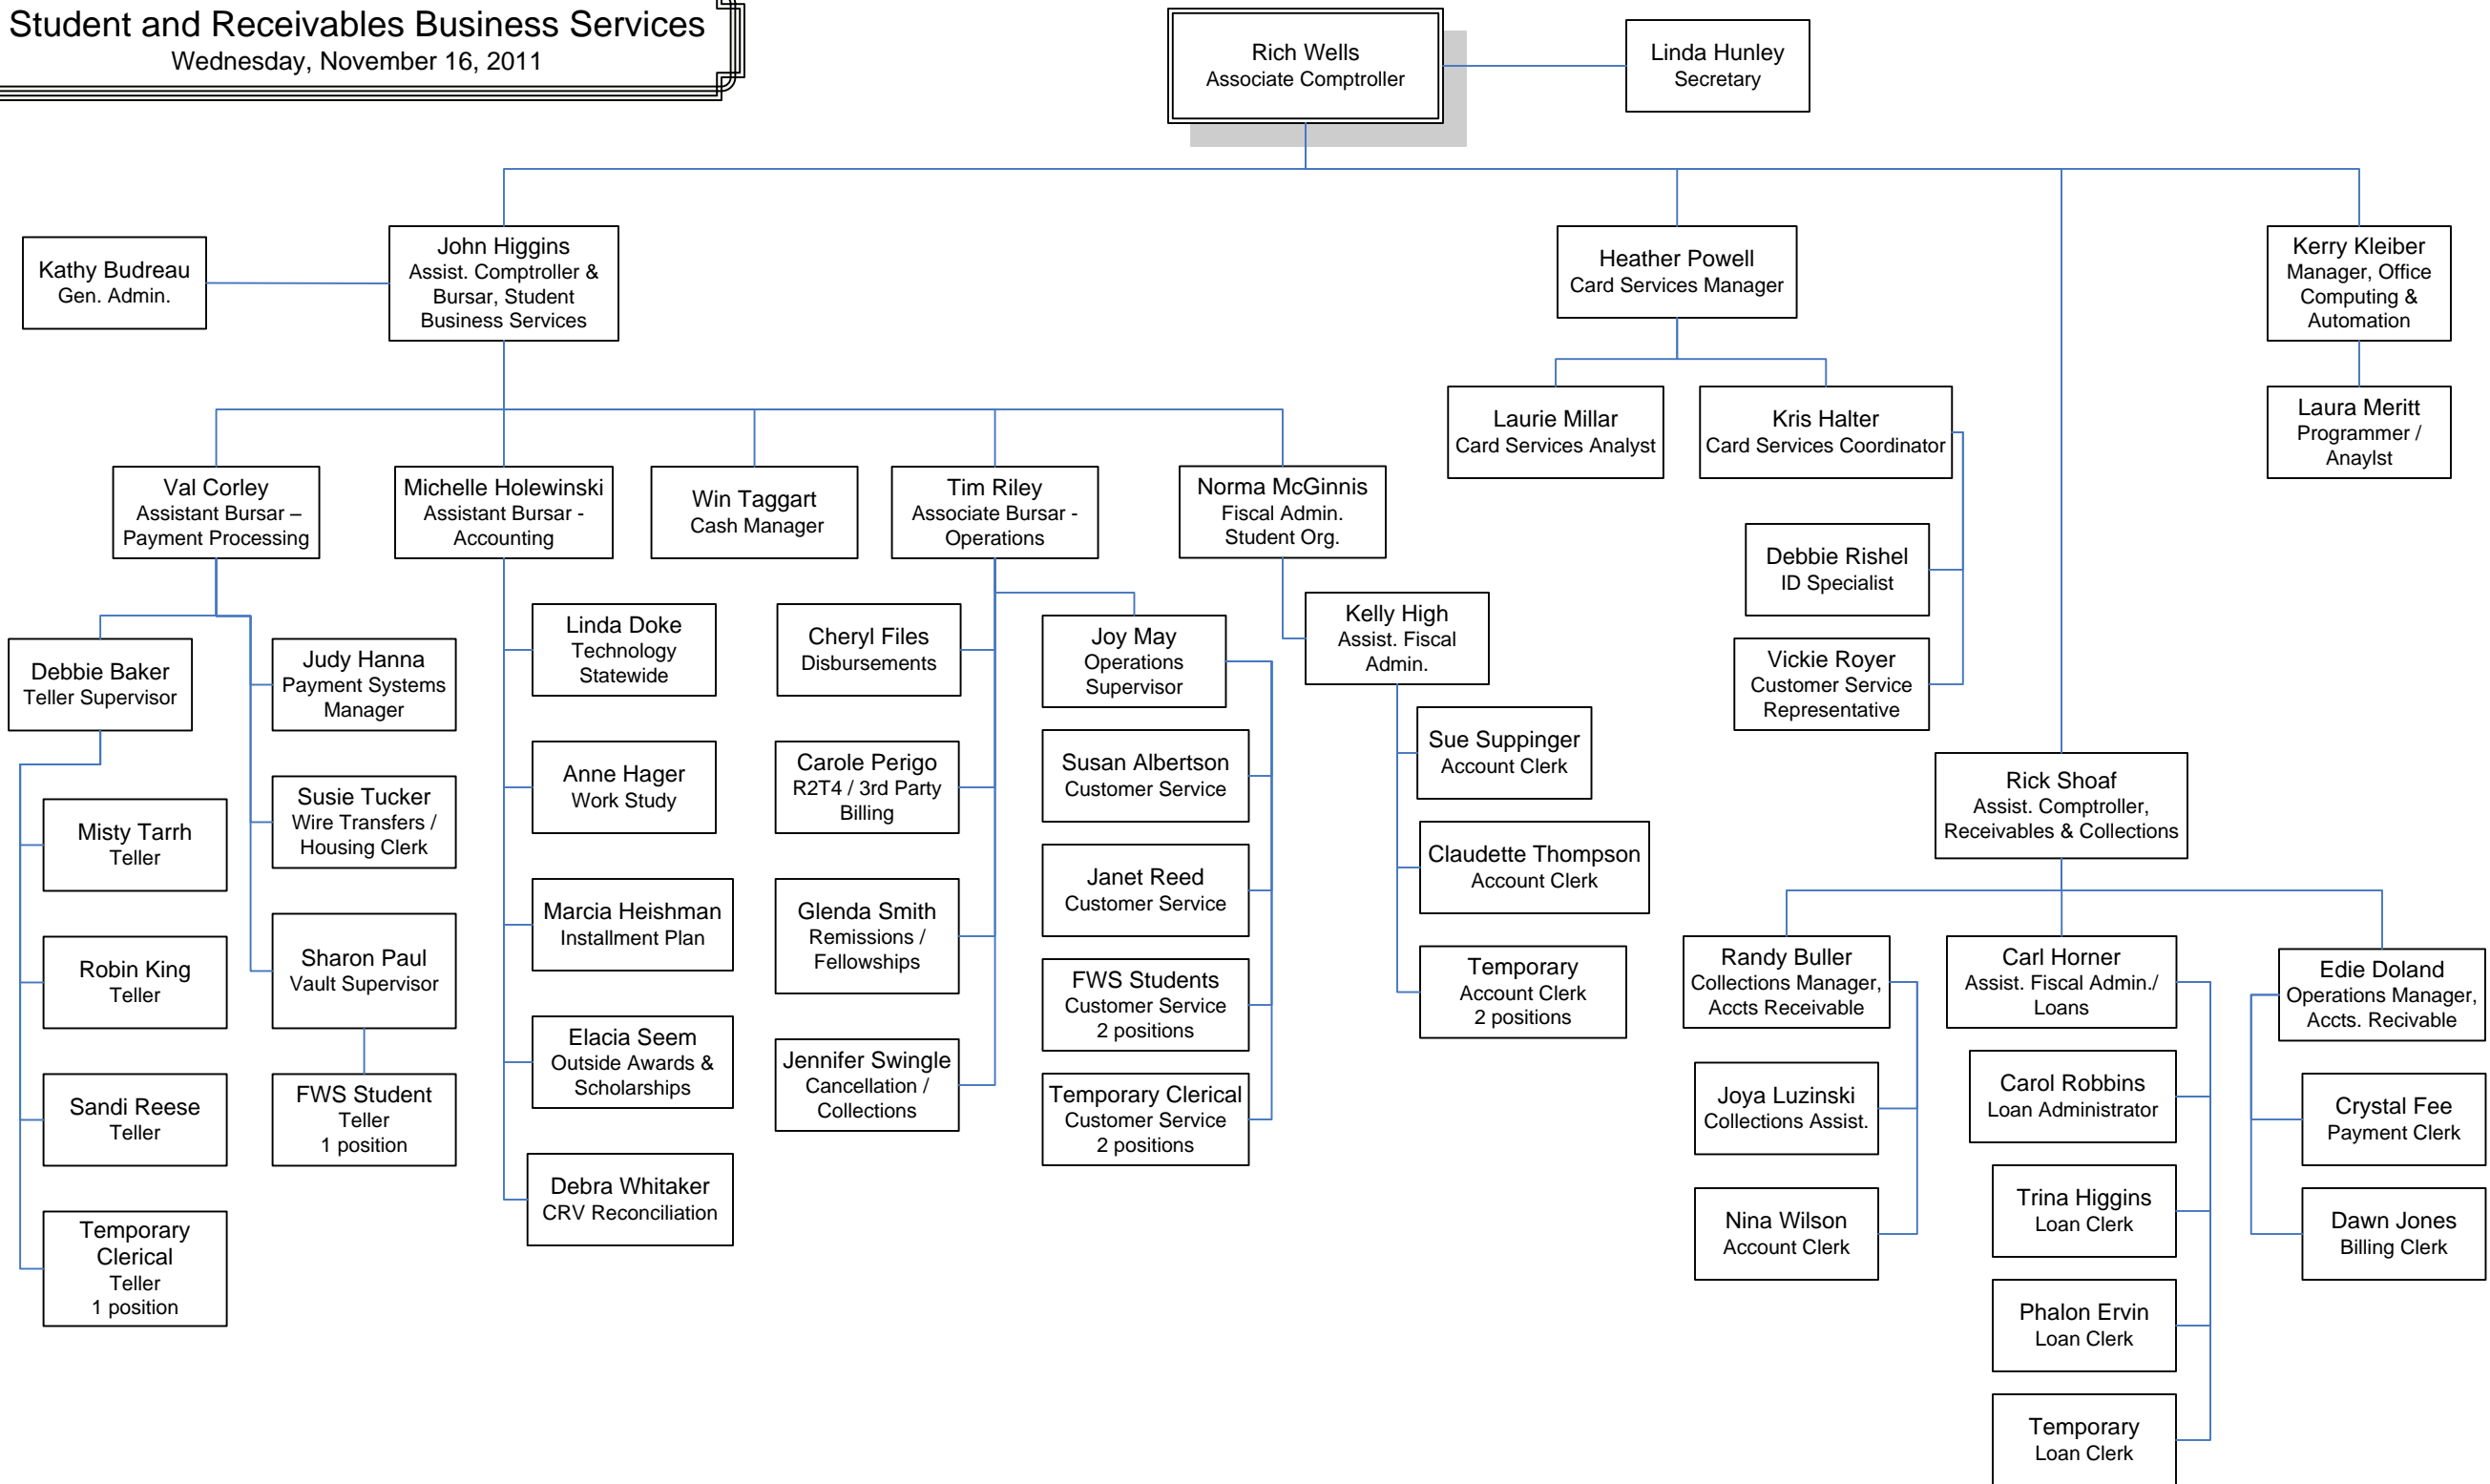 Student and Receivables Business Services
Wednesday, November 16, 2011
Rich Wells
Associate Comptroller
Linda Hunley
Secretary
Kathy Budreau
Gen. Admin.
John Higgins
Assist. Comptroller &
Bursar, Student
Business Services
Heather Powell
Card Services Manager
Kerry Kleiber
Manager, Office
Computing &
Automation
Laurie Millar
Card Services Analyst
Kris Halter
Card Services Coordinator
Laura Meritt
Programmer /
Anaylst
Val Corley
Assistant Bursar –
Payment Processing
Michelle Holewinski
Assistant Bursar -
Accounting
Win Taggart
Cash Manager
Tim Riley
Associate Bursar -
Operations
Norma McGinnis
Fiscal Admin.
Student Org.
Debbie Rishel
ID Specialist
Vickie Royer
Customer Service
Representative
Debbie Baker
Teller Supervisor
Judy Hanna
Payment Systems
Manager
Linda Doke
Technology
Statewide
Cheryl Files
Disbursements
Joy May
Operations
Supervisor
Kelly High
Assist. Fiscal
Admin.
Misty Tarrh
Teller
Susie Tucker
Wire Transfers /
Housing Clerk
Anne Hager
Work Study
Carole Perigo
R2T4 / 3rd Party
Billing
Susan Albertson
Customer Service
Sue Suppinger
Account Clerk
Rick Shoaf
Assist. Comptroller,
Receivables & Collections
Robin King
Teller
Sharon Paul
Vault Supervisor
Marcia Heishman
Installment Plan
Glenda Smith
Remissions /
Fellowships
Janet Reed
Customer Service
Claudette Thompson
Account Clerk
FWS Students
Customer Service
2 positions
Temporary
Account Clerk
2 positions
Randy Buller
Collections Manager,
Accts Receivable
Carl Horner
Assist. Fiscal Admin./
Loans
Edie Doland
Operations Manager,
Accts. Recivable
Sandi Reese
Teller
FWS Student
Teller
1 position
Elacia Seem
Outside Awards &
Scholarships
Jennifer Swingle
Cancellation /
Collections
Temporary Clerical
Customer Service
2 positions
Joya Luzinski
Collections Assist.
Carol Robbins
Loan Administrator
Crystal Fee
Payment Clerk
Temporary
Clerical
Teller
1 position
Debra Whitaker
CRV Reconciliation
Nina Wilson
Account Clerk
Trina Higgins
Loan Clerk
Dawn Jones
Billing Clerk
Phalon Ervin
Loan Clerk
Temporary
Loan Clerk